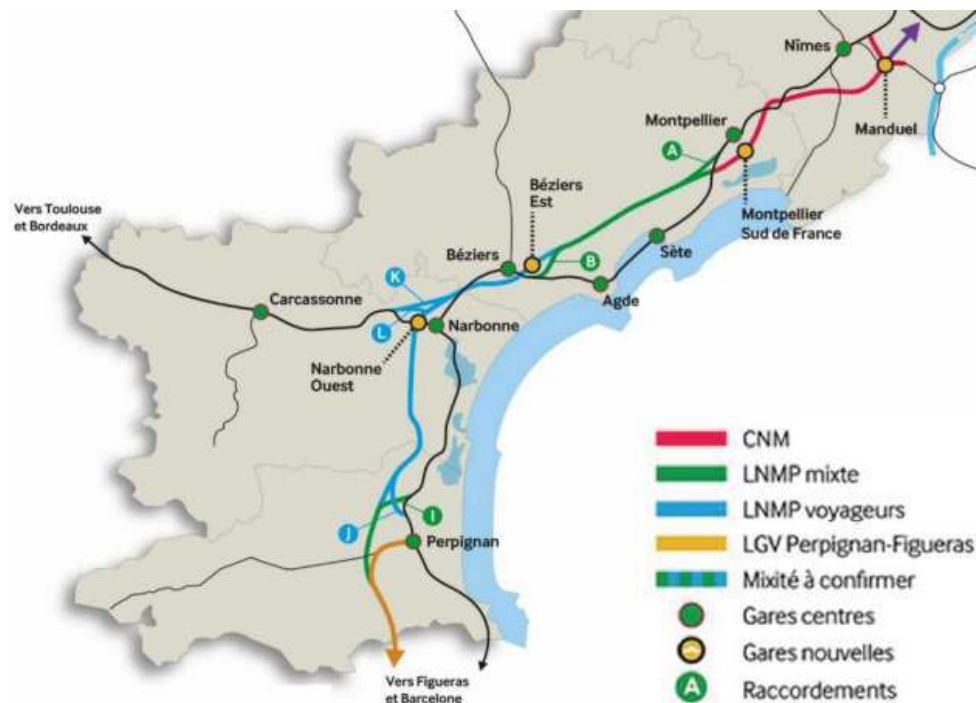 Nîmes
Manduel
Montpellier
A
Montpellier
Sud de France
Béziers
Est
Vers Toulouse
et Bordeaux
Béziers
B
Sète
Agde
K
Carcassonne
L
Narbonne
Narbonne
Ouest
I
J
Perpignan
Vers Figueras
et Barcelone
CNM
LNMP mixte
LNMP voyageurs
LGV Perpignan-Figueras
Mixité à confirmer
Gares centres
Gares nouvelles
A
Raccordements